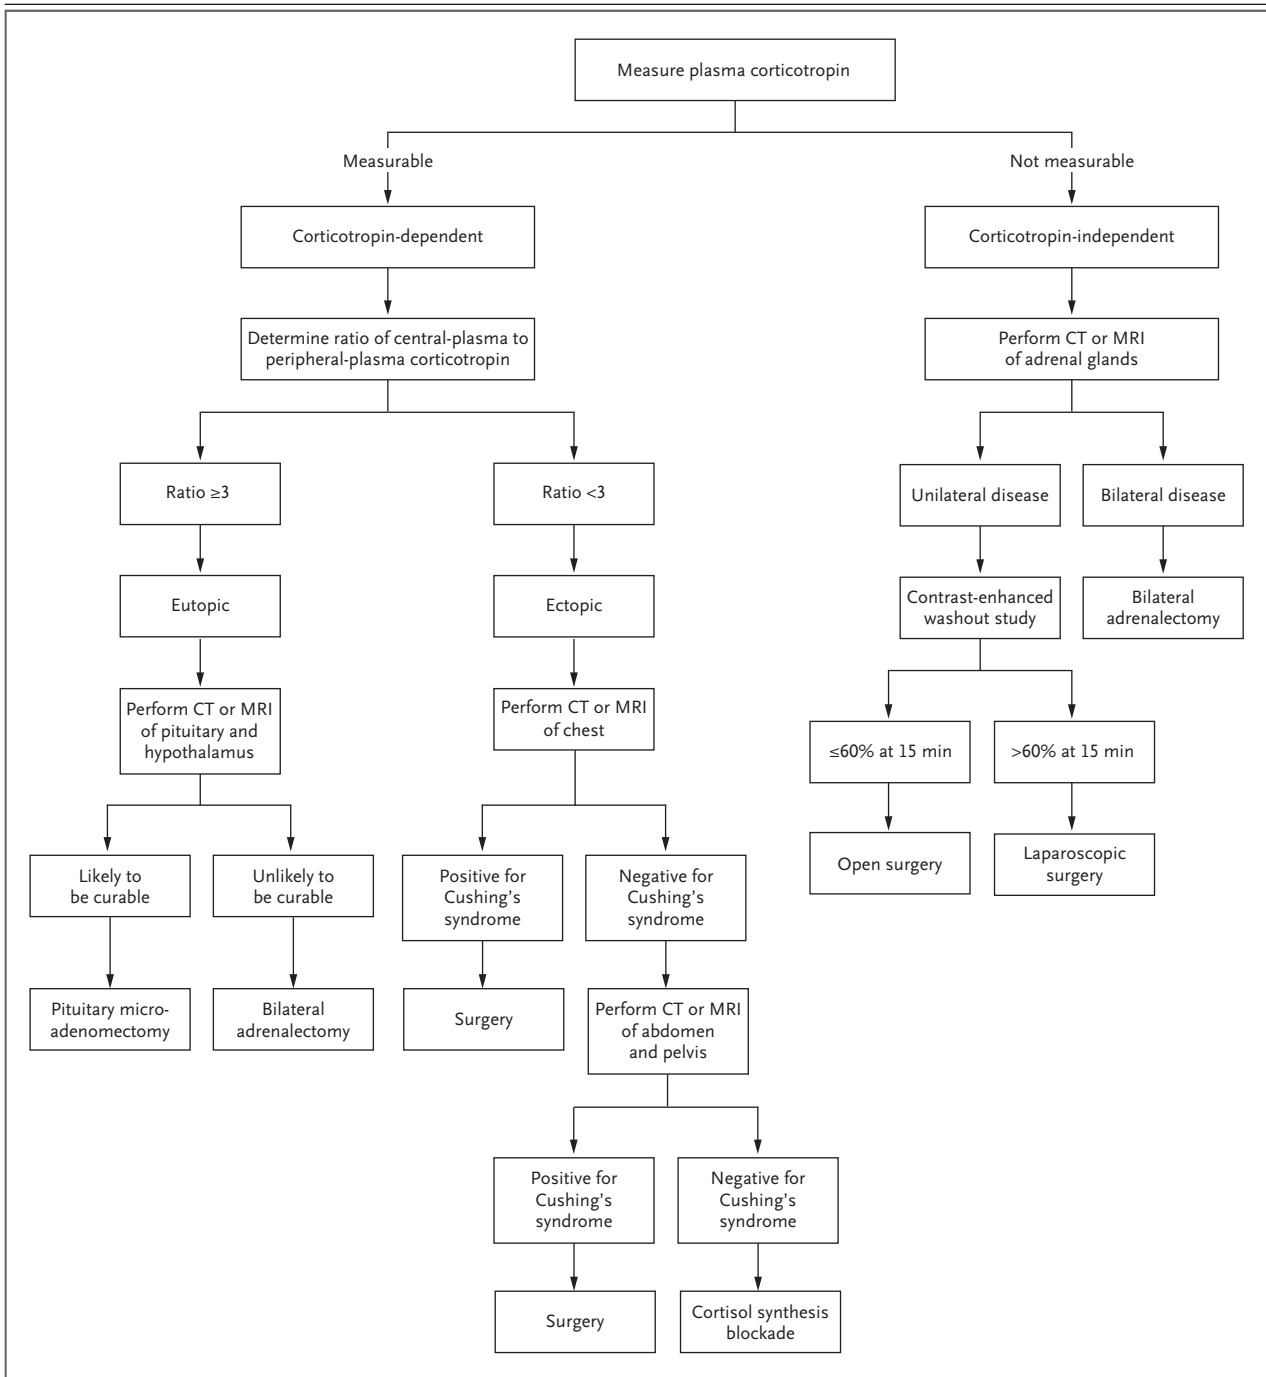 Measure plasma corticotropin
Measurable
Not measurable
Corticotropin-dependent
Corticotropin-independent
Determine ratio of central-plasma to
peripheral-plasma corticotropin
Perform CT or MRI
of adrenal glands
Ratio ≥3
Ratio <3
Unilateral disease
Bilateral disease
Eutopic
Ectopic
Contrast-enhanced
washout study
Bilateral
adrenalectomy
Perform CT or MRI
of pituitary and
hypothalamus
Perform CT or MRI
of chest
≤60% at 15 min
>60% at 15 min
Likely to
be curable
Unlikely to
be curable
Positive for
Cushing’s
syndrome
Negative for
Cushing’s
syndrome
Open surgery
Laparoscopic
surgery
Pituitary micro-
adenomectomy
Bilateral
adrenalectomy
Surgery
Perform CT or MRI
of abdomen
and pelvis
Positive for
Cushing’s
syndrome
Negative for
Cushing’s
syndrome
Surgery
Cortisol synthesis
blockade